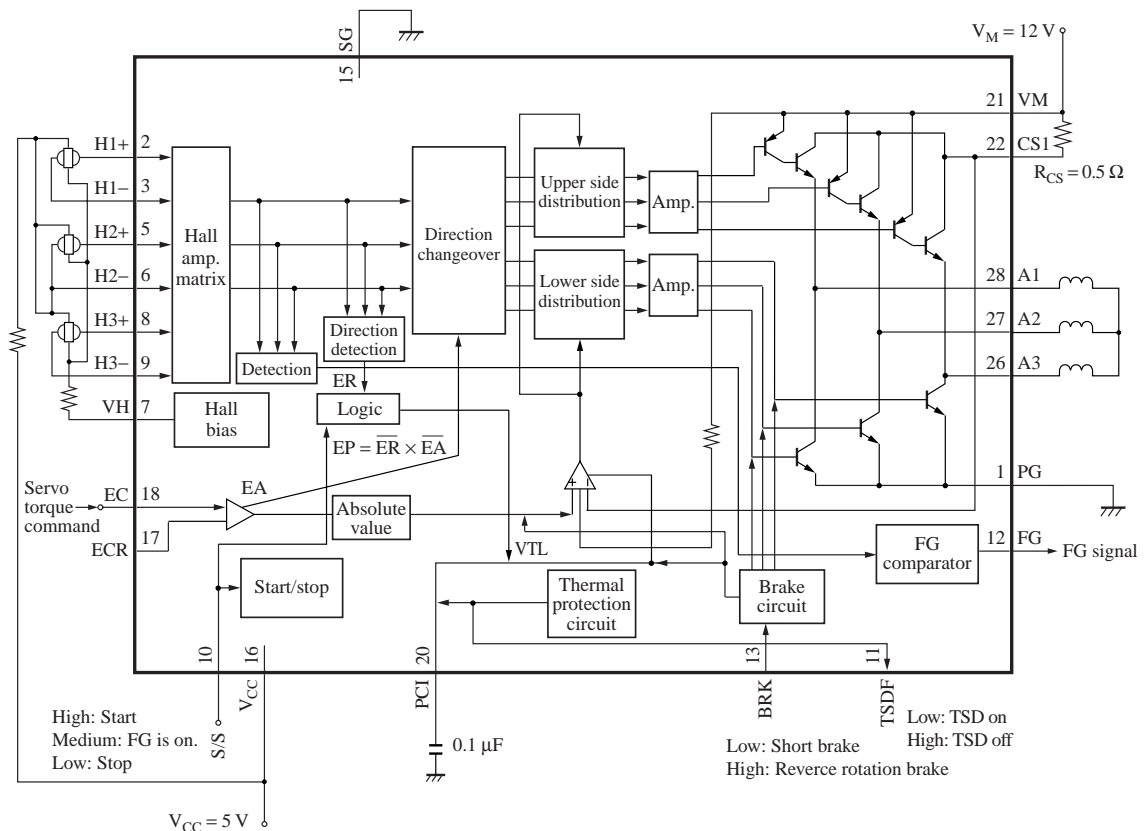 V_M = 12 V
15 SG
21 VM
22 CS1
R_CS = 0.5 Ω
H1+ 2
H1− 3
H2+ 5
H2− 6
H3+ 8
H3− 9
VH 7
Hall
amp.
matrix
Direction
changeover
Upper side
distribution
Amp.
Lower side
distribution
Amp.
28 A1
27 A2
26 A3
Direction
detection
Detection
ER
Logic
Hall
bias
EP = E̅R̅ × E̅A̅
1 PG
Servo
torque
command
EC 18
EA
+ −
Absolute
value
ECR 17
VTL
FG
comparator
12 FG
FG signal
Start/stop
Thermal
protection
circuit
Brake
circuit
10
16
20
13
11
S/S
V_CC
PCI
BRK
TSDF
High: Start
Medium: FG is on.
Low: Stop
0.1 µF
Low: Short brake
High: Reverce rotation brake
Low: TSD on
High: TSD off
V_CC = 5 V